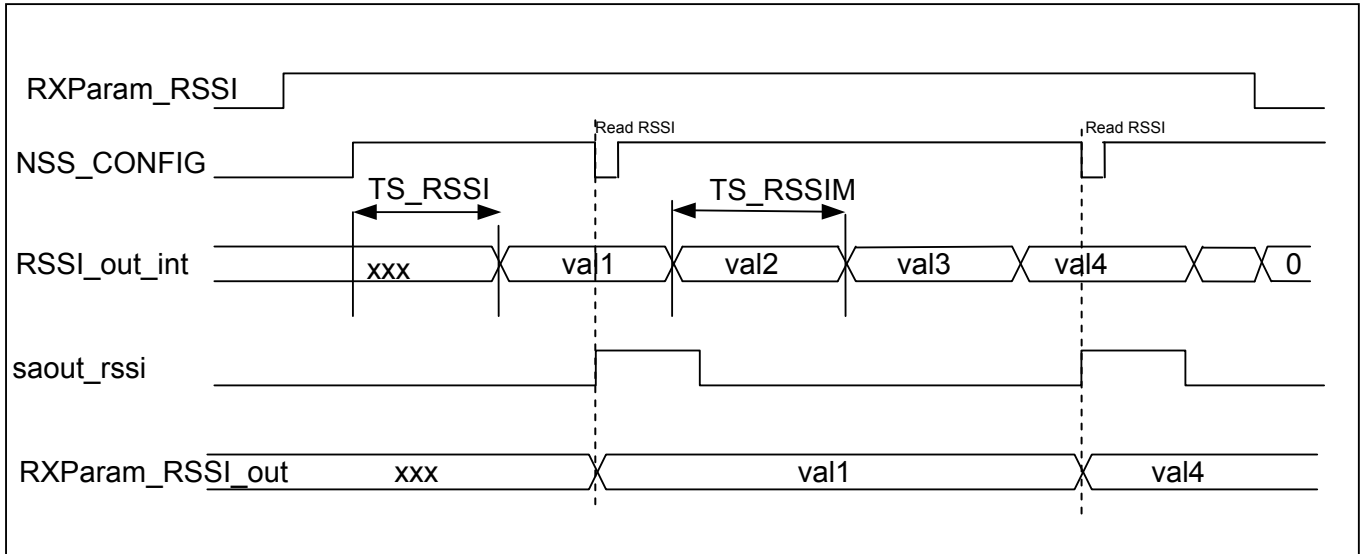 RXParam_RSSI
Read RSSI Read RSSI
NSS_CONFIG
TS_RSSI TS_RSSIM
RSSI_out_int xxx val1 val2 val3 val4 0
saout_rssi
RXParam_RSSI_out xxx val1 val4